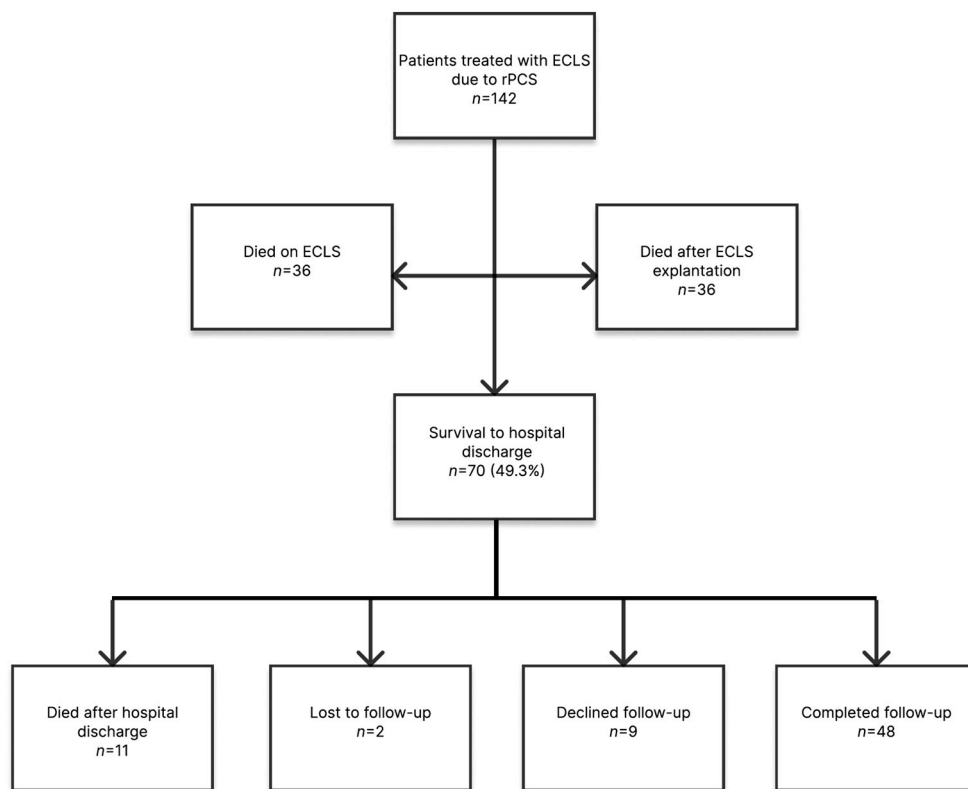 Patients treated with ECLS
due to rPCS
n=142
Died on ECLS
n=36
Died after ECLS
explantation
n=36
Survival to hospital
discharge
n=70 (49.3%)
Died after hospital
discharge
n=11
Lost to follow-up
n=2
Declined follow-up
n=9
Completed follow-up
n=48